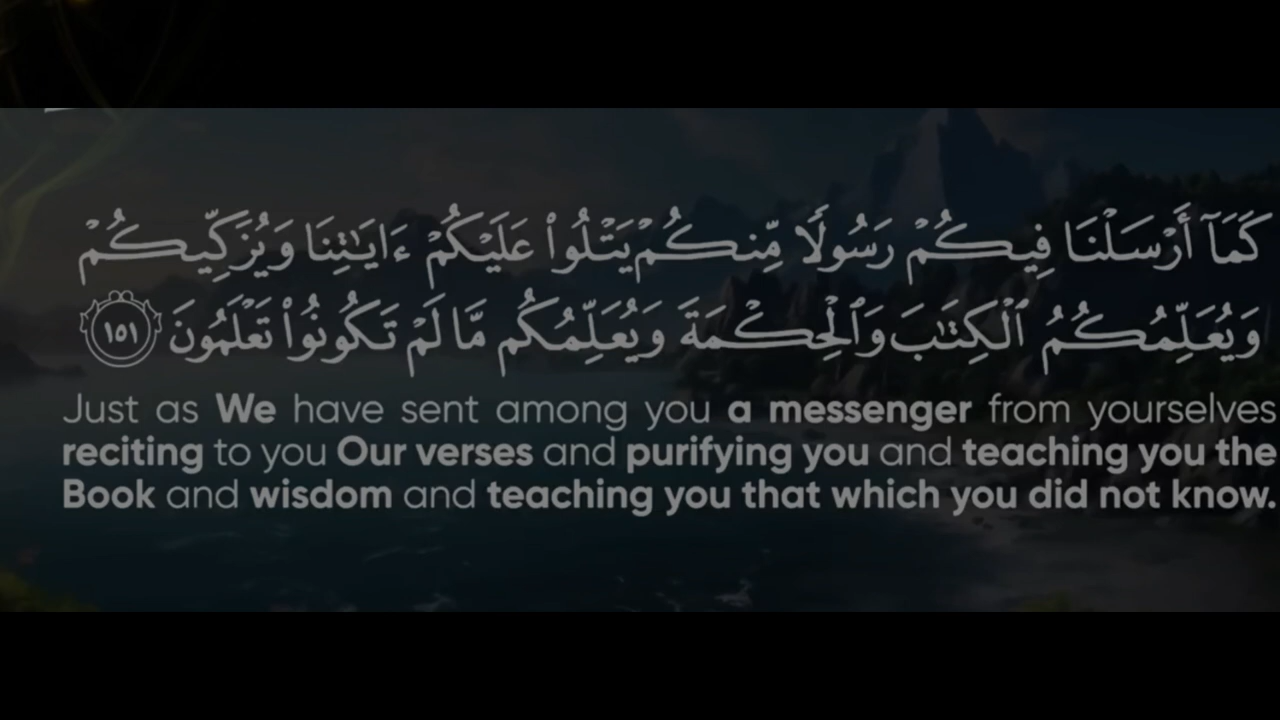 كَمَآ أَرْسَلْنَا فِيكُمْ رَسُولًا مِّنكُمْ يَتْلُوا۟ عَلَيْكُمْ ءَايَٰتِنَا وَيُزَكِّيكُمْ
وَيُعَلِّمُكُمُ ٱلْكِتَٰبَ وَٱلْحِكْمَةَ وَيُعَلِّمُكُم مَّا لَمْ تَكُونُوا۟ تَعْلَمُونَ ١٥١
Just as We have sent among you a messenger from yourselves
reciting to you Our verses and purifying you and teaching you the
Book and wisdom and teaching you that which you did not know.